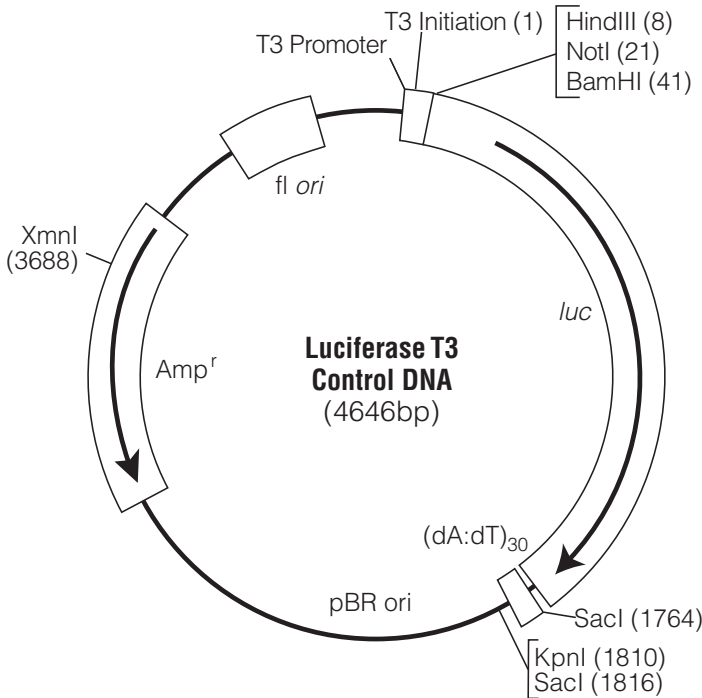 T3 Initiation (1)
HindIII (8)
T3 Promoter
NotI (21)
BamHI (41)
fl ori
XmnI
(3688)
luc
Luciferase T3
Control DNA
(4646bp)
Amp^r
(dA:dT)30
pBR ori
SacI (1764)
KpnI (1810)
SacI (1816)